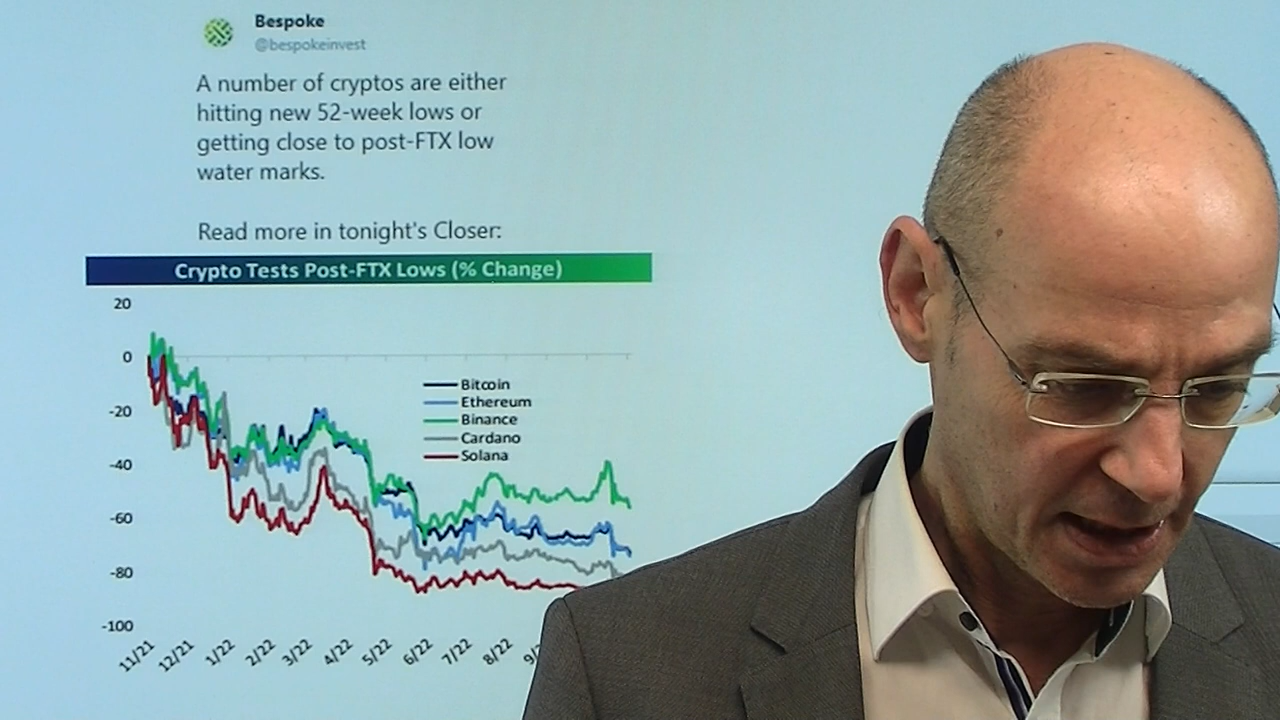 Bespoke
@bespokeinvest
A number of cryptos are either
hitting new 52-week lows or
getting close to post-FTX low
water marks.
Read more in tonight's Closer:
Crypto Tests Post-FTX Lows (% Change)
20
0
-20
-40
-60
-80
-100
Bitcoin
Ethereum
Binance
Cardano
Solana
11/21
12/21
1/22
2/22
3/22
4/22
5/22
6/22
7/22
8/22